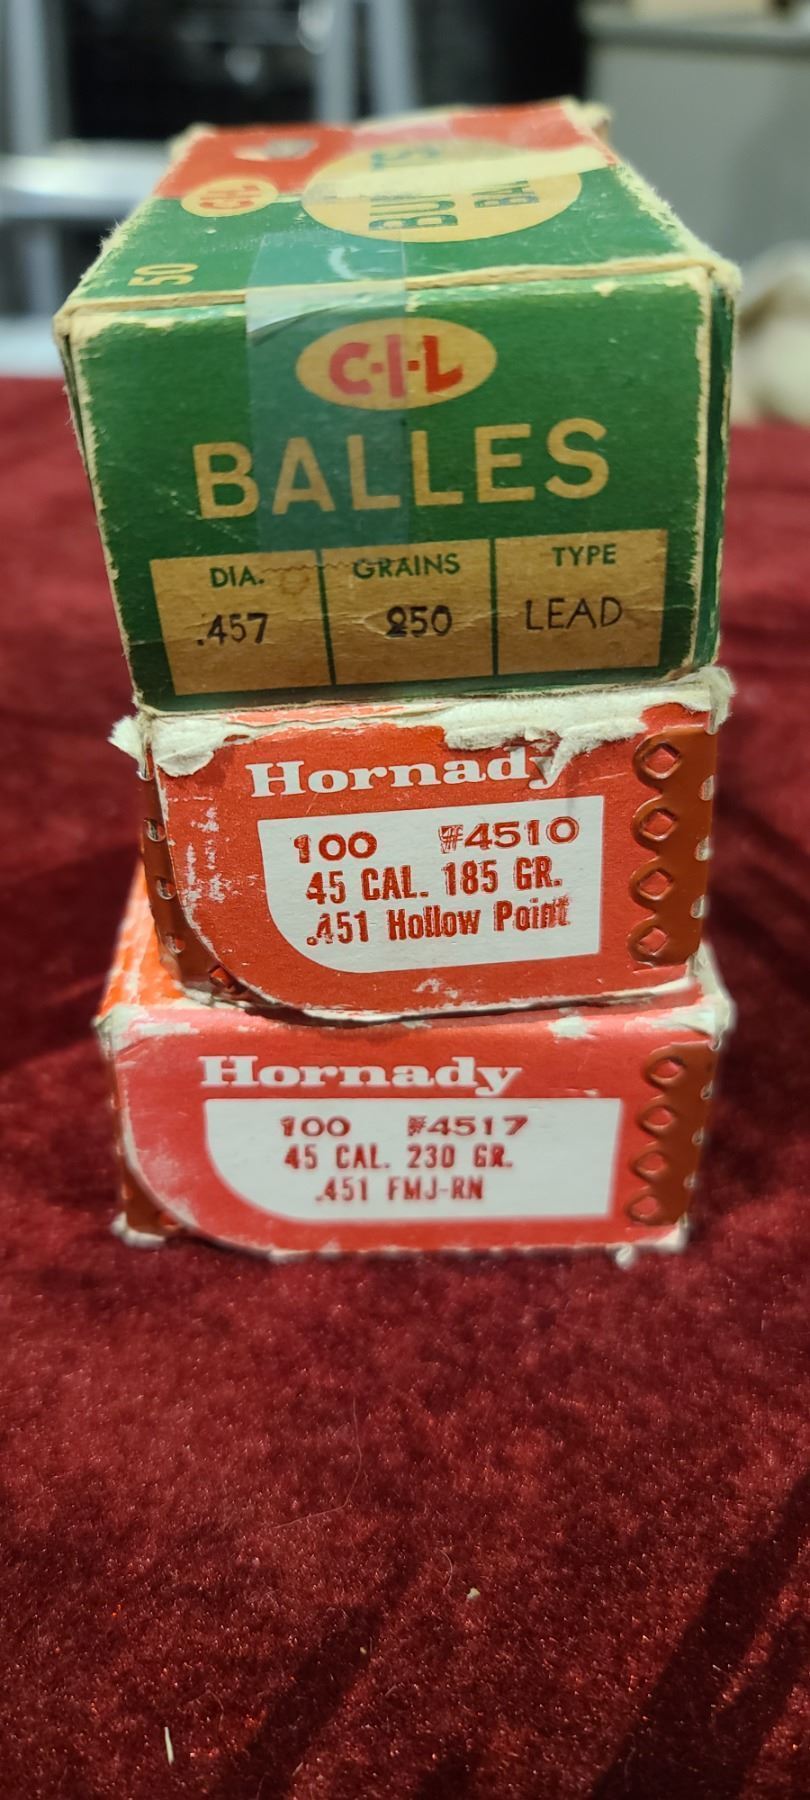 C-I-L
50
C-I-L
BALLES
DIA. GRAINS TYPE
.457 250 LEAD
Hornady
100 #4510
45 CAL. 185 GR.
.451 Hollow Point
Hornady
100 #4517
45 CAL. 230 GR.
.451 FMJ-RN